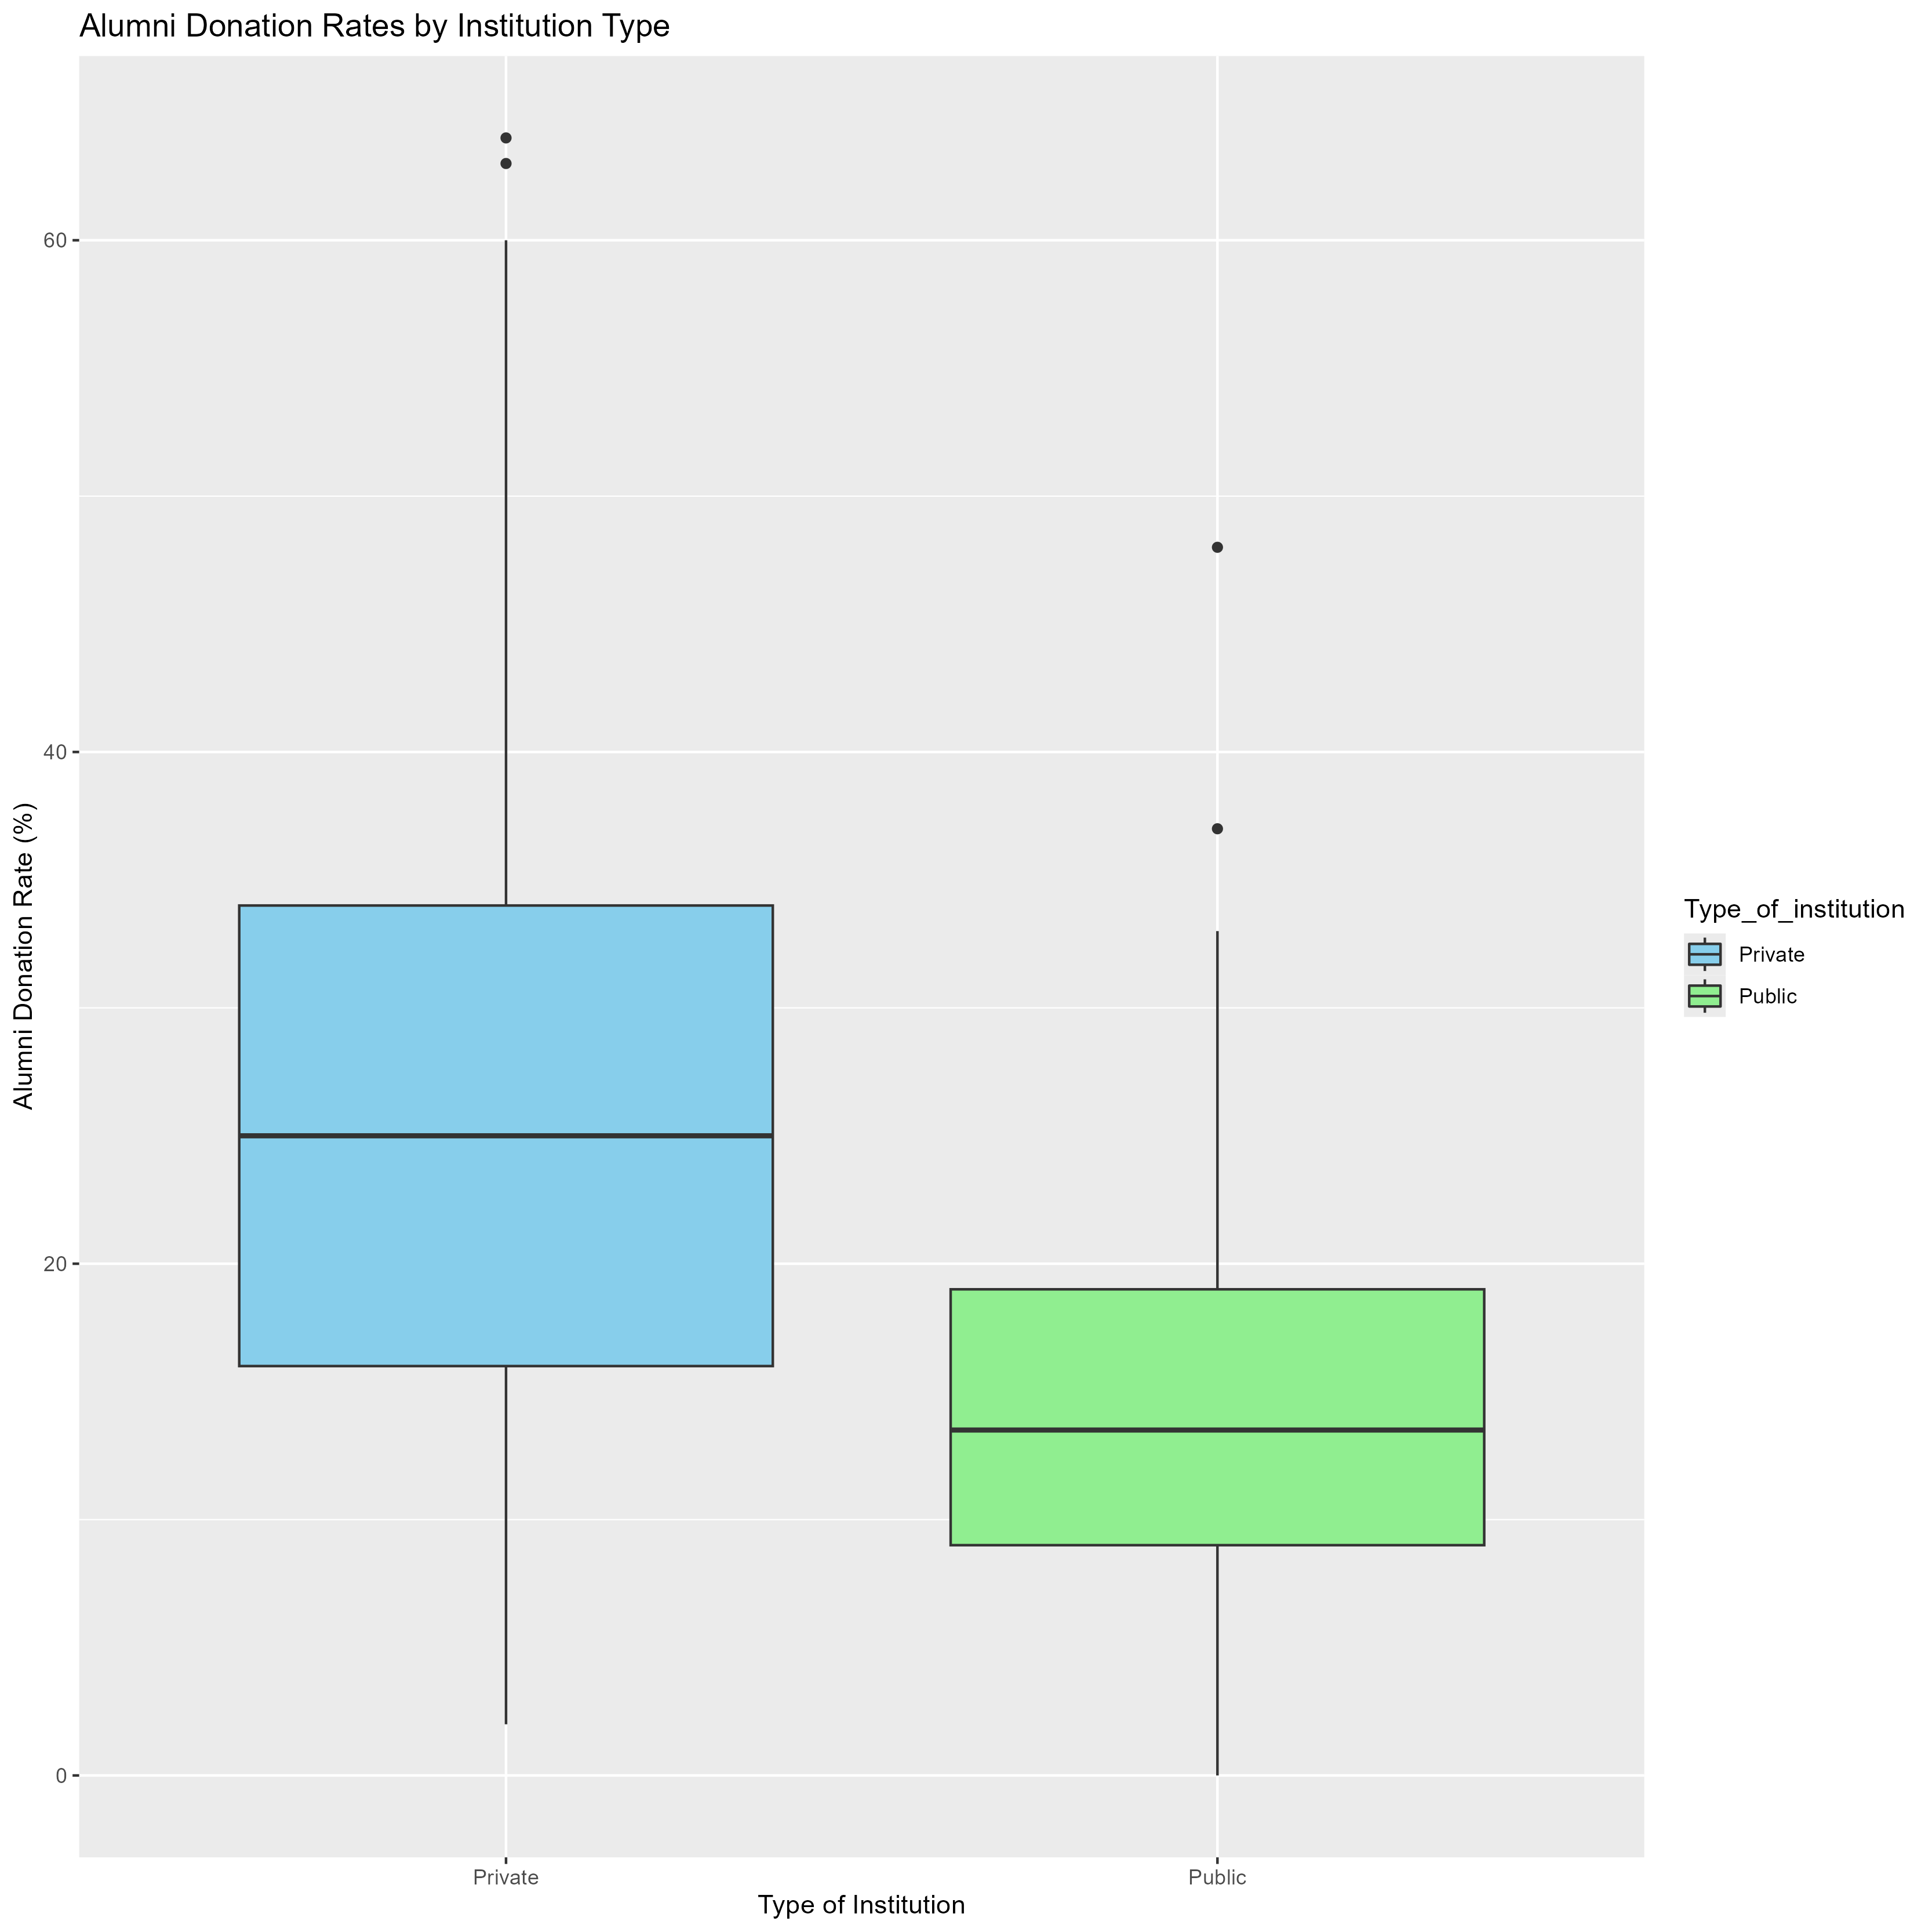 Alumni Donation Rates by Institution Type
Alumni Donation Rate (%)
60
40
20
0
Private
Public
Type of Institution
Type_of_institution
Private
Public